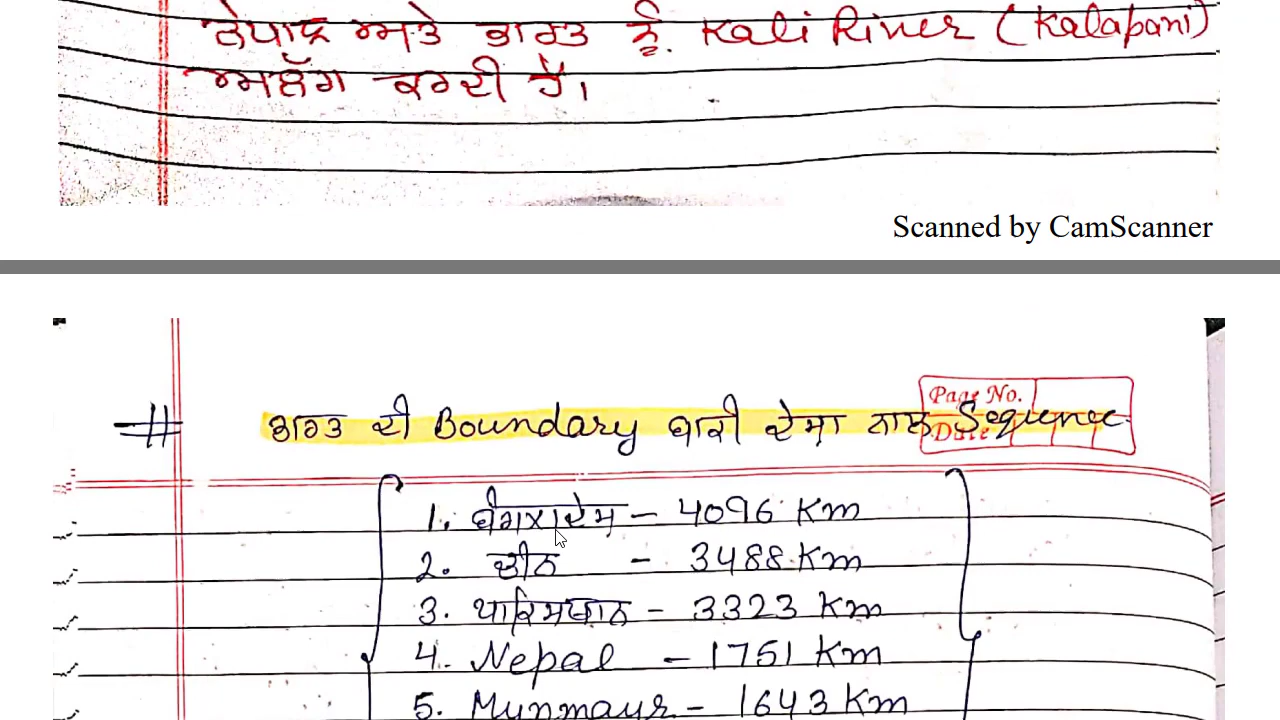 ਨੇਪਾਲ ਅਤੇ ਭਾਰਤ ਨੂੰ Kali River (Kalapani)
ਅਲੱਗ ਕਰਦੀ ਹੈ।
Scanned by CamScanner
Page No.
Date
# ਭਾਰਤ ਦੀ Boundary ਬਾਕੀ ਦੇਸਾ ਨਾਲ Sequence
1. ਬੰਗਲਾਦੇਸ - 4096 Km
2. ਚੀਨ - 3488 Km
3. ਪਾਕਿਸਤਾਨ - 3323 Km
4. Nepal - 1751 Km
5. Mynmaur - 1643 Km